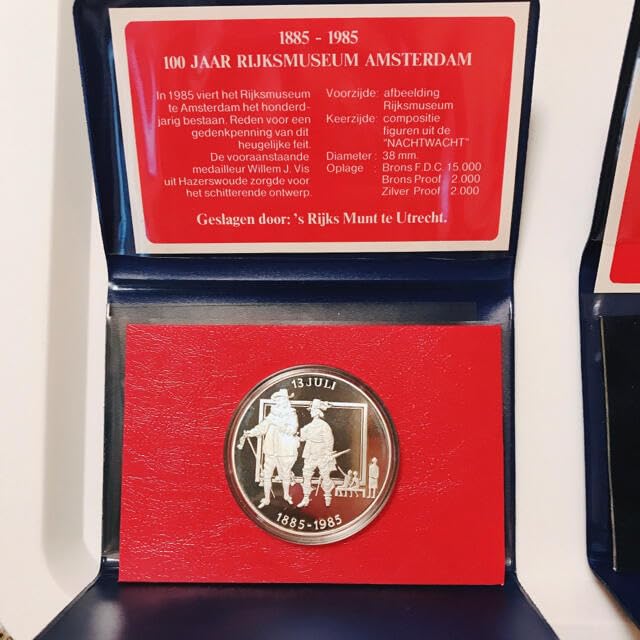 1885 - 1985
100 JAAR RIJKSMUSEUM AMSTERDAM
In 1985 viert het Rijksmuseum
te Amsterdam het honderd-
jarig bestaan. Reden voor een
gedenkpenning van dit
heugelijke feit.
De vooraanstaande
medailleur Willem J. Vis
uit Hazerswoude zorgde voor
het schitterende ontwerp.
Voorzijde: afbeelding
Rijksmuseum
Keerzijde: compositie
figuren uit de
"NACHTWACHT"
Diameter : 38 mm.
Oplage : Brons F.D.C. 15.000
Brons Proof 2.000
Zilver Proof 2.000
Geslagen door: 's Rijks Munt te Utrecht.
13 JULI
1885-1985